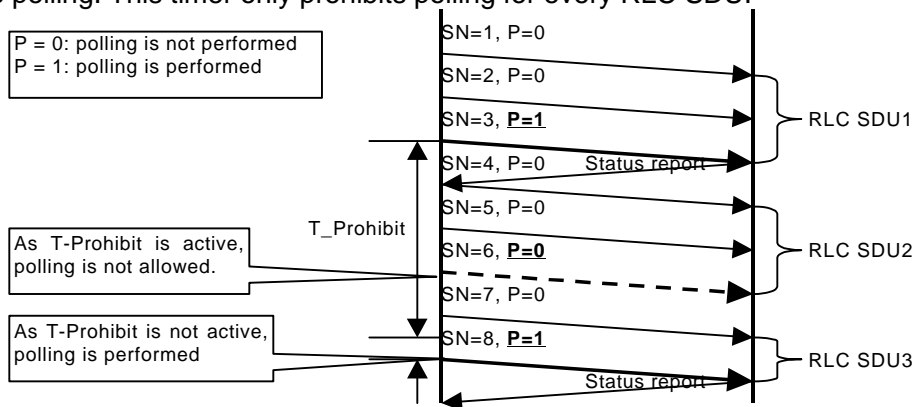 polling. This timer only prohibits polling for every RLC SDU.
P = 0: polling is not performed
P = 1: polling is performed
SN=1, P=0
SN=2, P=0
SN=3, P=1
RLC SDU1
SN=4, P=0
Status report
SN=5, P=0
T_Prohibit
As T-Prohibit is active,
polling is not allowed.
SN=6, P=0
RLC SDU2
SN=7, P=0
As T-Prohibit is not active,
polling is performed
SN=8, P=1
RLC SDU3
Status report